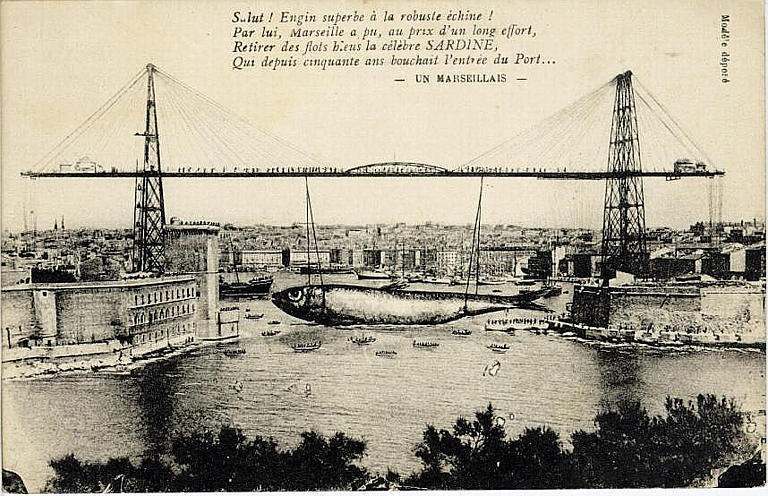 Salut ! Engin superbe à la robuste échine !
Par lui, Marseille a pu, au prix d'un long effort,
Retirer des flots bleus la célèbre SARDINE,
Qui depuis cinquante ans bouchait l'entrée du Port...
— UN MARSEILLAIS —
Modèle déposé